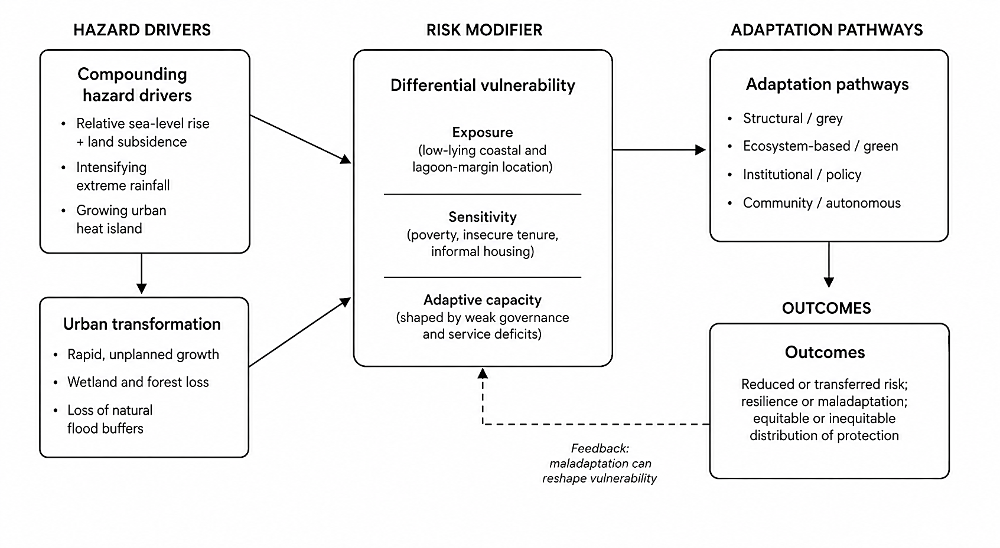 HAZARD DRIVERS
Compounding
hazard drivers
• Relative sea-level rise
+ land subsidence
• Intensifying
extreme rainfall
• Growing urban
heat island
Urban transformation
• Rapid, unplanned growth
• Wetland and forest loss
• Loss of natural
flood buffers
RISK MODIFIER
Differential vulnerability
Exposure
(low-lying coastal and
lagoon-margin location)
Sensitivity
(poverty, insecure tenure,
informal housing)
Adaptive capacity
(shaped by weak governance
and service deficits)
ADAPTATION PATHWAYS
Adaptation pathways
• Structural / grey
• Ecosystem-based / green
• Institutional / policy
• Community / autonomous
OUTCOMES
Outcomes
Reduced or transferred risk;
resilience or maladaptation;
equitable or inequitable
distribution of protection
Feedback:
maladaptation can
reshape vulnerability